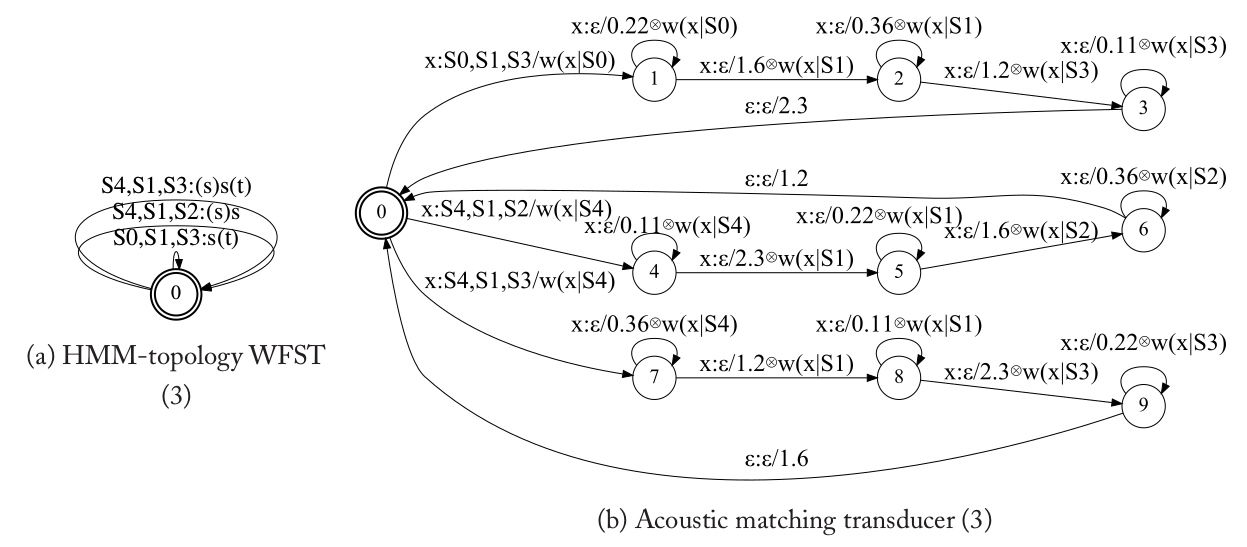 x:ε/0.22⊗w(x|S0)
x:ε/0.36⊗w(x|S1)
x:ε/0.11⊗w(x|S3)
x:S0,S1,S3/w(x|S0)
1
x:ε/1.6⊗w(x|S1)
2
x:ε/1.2⊗w(x|S3)
3
ε:ε/2.3
S4,S1,S3:(s)s(t)
S4,S1,S2:(s)s
S0,S1,S3:s(t)
0
(a) HMM-topology WFST
(3)
ε:ε/1.2
x:ε/0.36⊗w(x|S2)
0
x:S4,S1,S2/w(x|S4)
x:ε/0.11⊗w(x|S4)
x:ε/0.22⊗w(x|S1)
x:ε/1.6⊗w(x|S2)
6
4
x:ε/2.3⊗w(x|S1)
5
x:S4,S1,S3/w(x|S4)
x:ε/0.36⊗w(x|S4)
x:ε/0.11⊗w(x|S1)
x:ε/0.22⊗w(x|S3)
7
x:ε/1.2⊗w(x|S1)
8
x:ε/2.3⊗w(x|S3)
9
ε:ε/1.6
(b) Acoustic matching transducer (3)